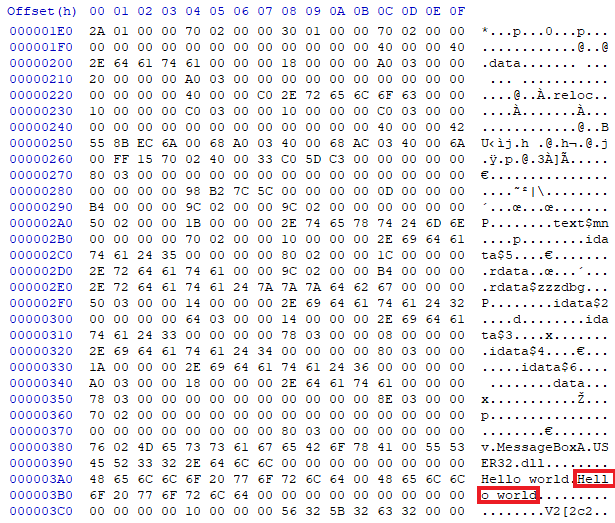 Offset(h) 00 01 02 03 04 05 06 07 08 09 0A 0B 0C 0D 0E 0F
000001E0 2A 01 00 00 70 02 00 00 30 01 00 00 70 02 00 00 *...p...0...p...
000001F0 00 00 00 00 00 00 00 00 00 00 00 00 40 00 00 40 ............@..@
00000200 2E 64 61 74 61 00 00 00 18 00 00 00 A0 03 00 00 .data....... ...
00000210 20 00 00 00 A0 03 00 00 00 00 00 00 00 00 00 00  ... ...........
00000220 00 00 00 00 40 00 00 C0 2E 72 65 6C 6F 63 00 00 ....@..À.reloc..
00000230 10 00 00 00 C0 03 00 00 10 00 00 00 C0 03 00 00 ....À.......À...
00000240 00 00 00 00 00 00 00 00 00 00 00 00 40 00 00 42 ............@..B
00000250 55 8B EC 6A 00 68 A0 03 40 00 68 AC 03 40 00 6A U‹ìj.h .@.h¬.@.j
00000260 00 FF 15 70 02 40 00 33 C0 5D C3 00 00 00 00 00 .ÿ.p.@.3À]Ã.....
00000270 80 03 00 00 00 00 00 00 00 00 00 00 00 00 00 00 €...............
00000280 00 00 00 00 98 B2 7C 5C 00 00 00 00 0D 00 00 00 ....˜²|\........
00000290 B4 00 00 00 9C 02 00 00 9C 02 00 00 00 00 00 00 ´...œ...œ.......
000002A0 50 02 00 00 1B 00 00 00 2E 74 65 78 74 24 6D 6E P........text$mn
000002B0 00 00 00 00 70 02 00 00 10 00 00 00 2E 69 64 61 ....p........ida
000002C0 74 61 24 35 00 00 00 00 80 02 00 00 1C 00 00 00 ta$5....€.......
000002D0 2E 72 64 61 74 61 00 00 9C 02 00 00 B4 00 00 00 .rdata..œ...´...
000002E0 2E 72 64 61 74 61 24 7A 7A 7A 64 62 67 00 00 00 .rdata$zzzdbg...
000002F0 50 03 00 00 14 00 00 00 2E 69 64 61 74 61 24 32 P........idata$2
00000300 00 00 00 00 64 03 00 00 14 00 00 00 2E 69 64 61 ....d........ida
00000310 74 61 24 33 00 00 00 00 78 03 00 00 08 00 00 00 ta$3....x.......
00000320 2E 69 64 61 74 61 24 34 00 00 00 00 80 03 00 00 .idata$4....€...
00000330 1A 00 00 00 2E 69 64 61 74 61 24 36 00 00 00 00 .....idata$6....
00000340 A0 03 00 00 18 00 00 00 2E 64 61 74 61 00 00 00  ........data...
00000350 78 03 00 00 00 00 00 00 00 00 00 00 8E 03 00 00 x...........Ž...
00000360 70 02 00 00 00 00 00 00 00 00 00 00 00 00 00 00 p...............
00000370 00 00 00 00 00 00 00 00 80 03 00 00 00 00 00 00 ........€.......
00000380 76 02 4D 65 73 73 61 67 65 42 6F 78 41 00 55 53 v.MessageBoxA.US
00000390 45 52 33 32 2E 64 6C 6C 00 00 00 00 00 00 00 00 ER32.dll........
000003A0 48 65 6C 6C 6F 20 77 6F 72 6C 64 00 48 65 6C 6C Hello world.Hell
000003B0 6F 20 77 6F 72 6C 64 00 00 00 00 00 00 00 00 00 o world.........
000003C0 00 00 00 00 10 00 00 00 56 32 5B 32 63 32 00 00 ........V2[2c2..